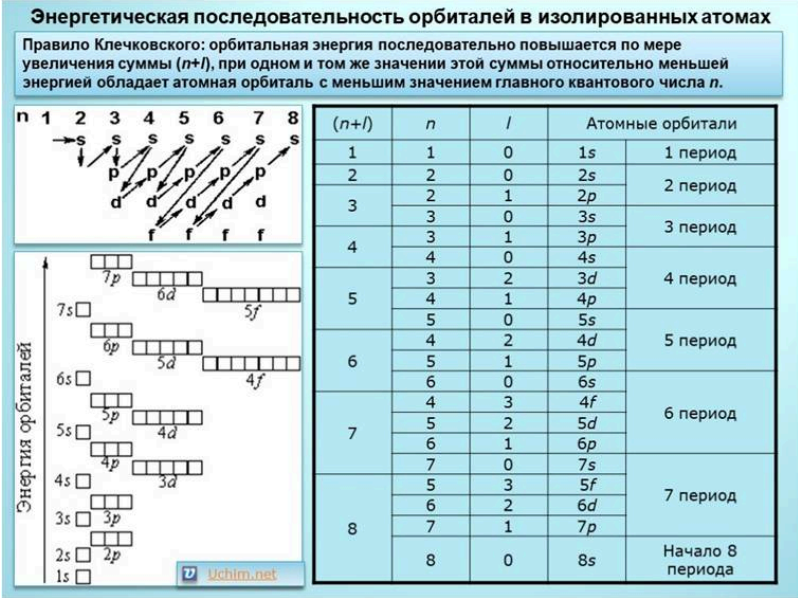 Энергетическая последовательность орбиталей в изолированных атомах
Правило Клечковского: орбитальная энергия последовательно повышается по мере
увеличения суммы (n+l), при одном и том же значении этой суммы относительно меньшей
энергией обладает атомная орбиталь с меньшим значением главного квантового числа n.
n 1 2 3 4 5 6 7 8
s s s s s s s
p p p p p
d d d d d
f f f f
Энергия орбиталей
7p
6d
5f
7s
6p
5d
4f
6s
5p
4d
5s
4p
3d
4s
3p
3s
2p
2s
1s
Uchim.net
(n+l) n l Атомные орбитали
1 1 0 1s 1 период
2 2 0 2s 2 период
3 2 1 2p
3 0 3s 3 период
4 3 1 3p
4 0 4s 4 период
5 3 2 3d
4 1 4p
5 0 5s 5 период
6 4 2 4d
5 1 5p
6 0 6s 6 период
7 4 3 4f
5 2 5d
6 1 6p
7 0 7s 7 период
8 5 3 5f
6 2 6d
7 1 7p
8 0 8s Начало 8
периода